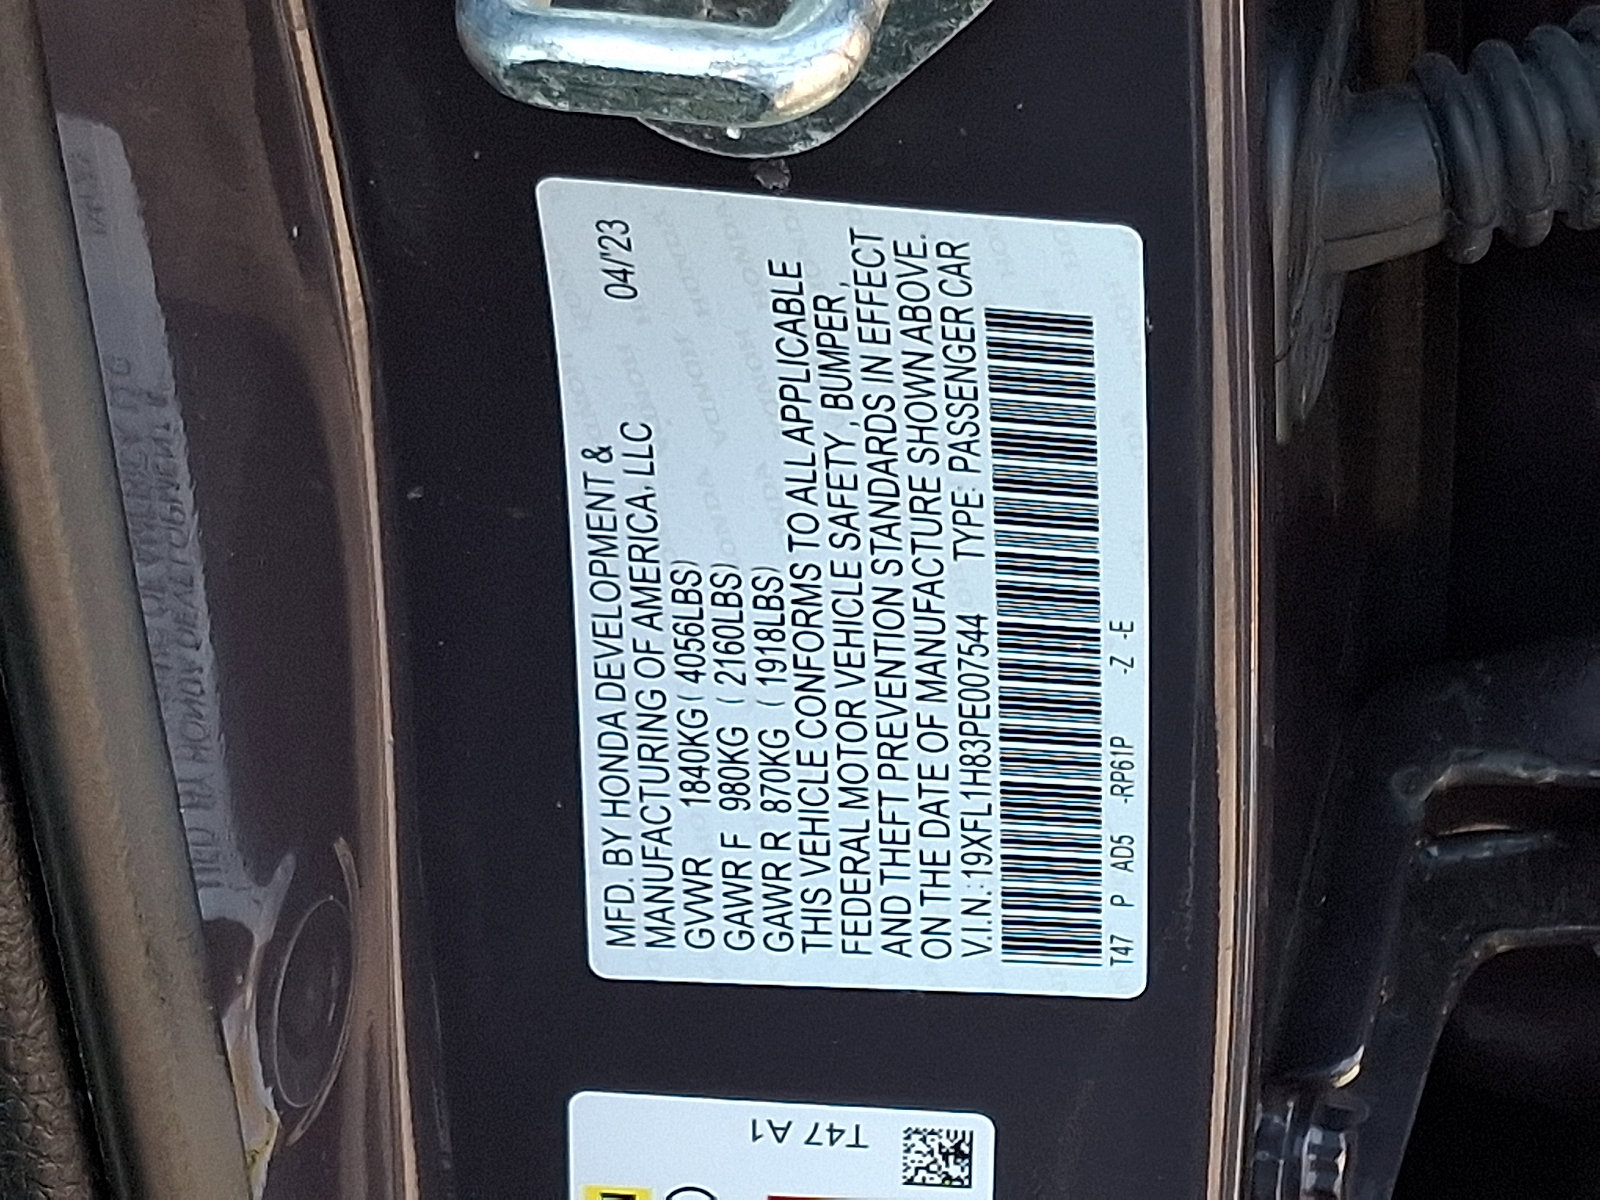 MFD. BY HONDA DEVELOPMENT & 04/'23
MANUFACTURING OF AMERICA, LLC
GVWR 1840KG ( 4056LBS)
GAWR F 980KG ( 2160LBS)
GAWR R 870KG ( 1918LBS)
THIS VEHICLE CONFORMS TO ALL APPLICABLE
FEDERAL MOTOR VEHICLE SAFETY, BUMPER,
AND THEFT PREVENTION STANDARDS IN EFFECT
ON THE DATE OF MANUFACTURE SHOWN ABOVE.
V.I.N.: 19XFL1H83PE007544 TYPE: PASSENGER CAR
T47 P AD5 -RP61P -Z -E
T47 A1